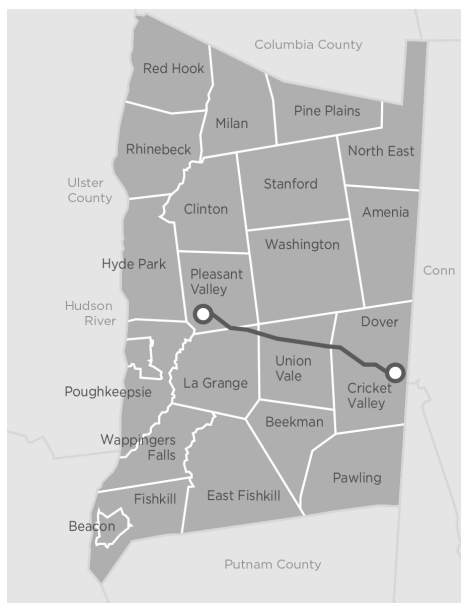 Columbia County
Red Hook
Pine Plains
Milan
Rhinebeck
North East
Stanford
Ulster
County
Clinton
Amenia
Washington
Hyde Park
Pleasant
Valley
Conn
Hudson
River
Dover
Union
Vale
La Grange
Cricket
Valley
Poughkeepsie
Beekman
Wappingers
Falls
Pawling
Fishkill
East Fishkill
Beacon
Putnam County